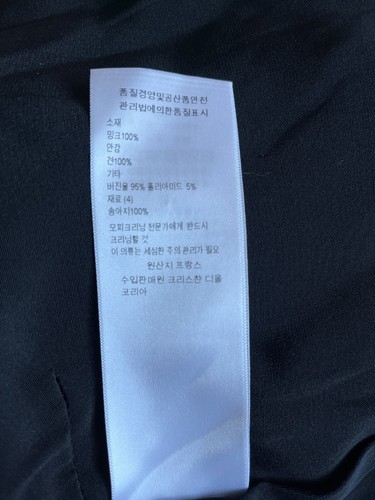 품질경영및공산품안전
관리법에의한품질표시
소재
밍크100%
안감
견100%
기타
버진울 95% 폴리아미드 5%
재료 (4)
송아지100%
모피크리닝 전문가에게 반드시
크리닝할 것
이 의류는 세심한 주의 관리가 필요
원산지 프랑스
수입판매원 크리스챤 디올
코리아